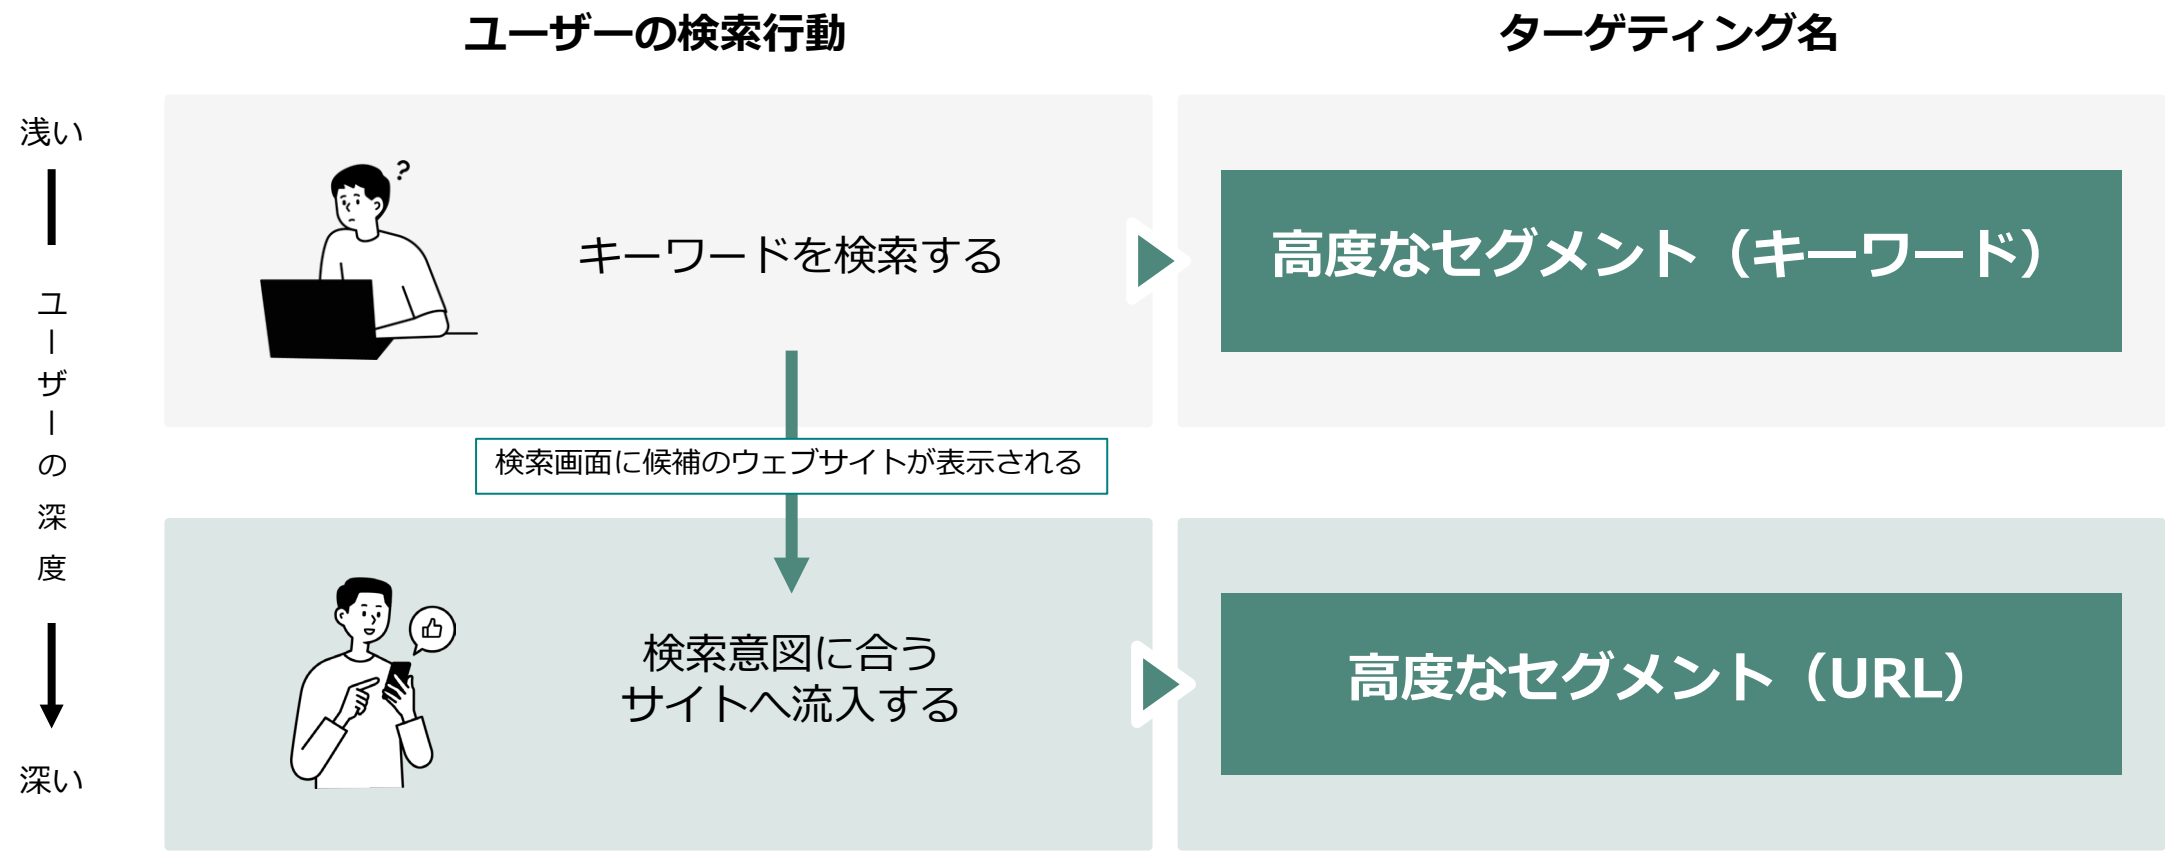 ユーザーの検索行動
ターゲティング名
浅い
ユーザーの深度
深い
?
キーワードを検索する
高度なセグメント（キーワード）
検索画面に候補のウェブサイトが表示される
検索意図に合う
サイトへ流入する
高度なセグメント（URL）